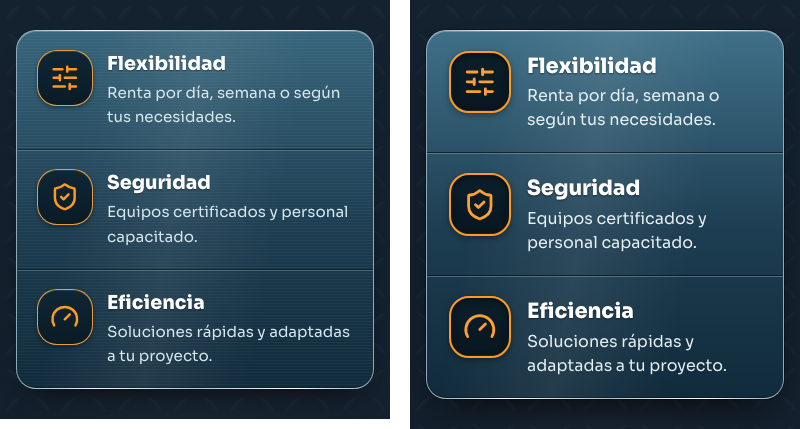 Flexibilidad
Renta por día, semana o según
tus necesidades.
Seguridad
Equipos certificados y personal
capacitado.
Eficiencia
Soluciones rápidas y adaptadas
a tu proyecto.
Flexibilidad
Renta por día, semana o
según tus necesidades.
Seguridad
Equipos certificados y
personal capacitado.
Eficiencia
Soluciones rápidas y
adaptadas a tu proyecto.